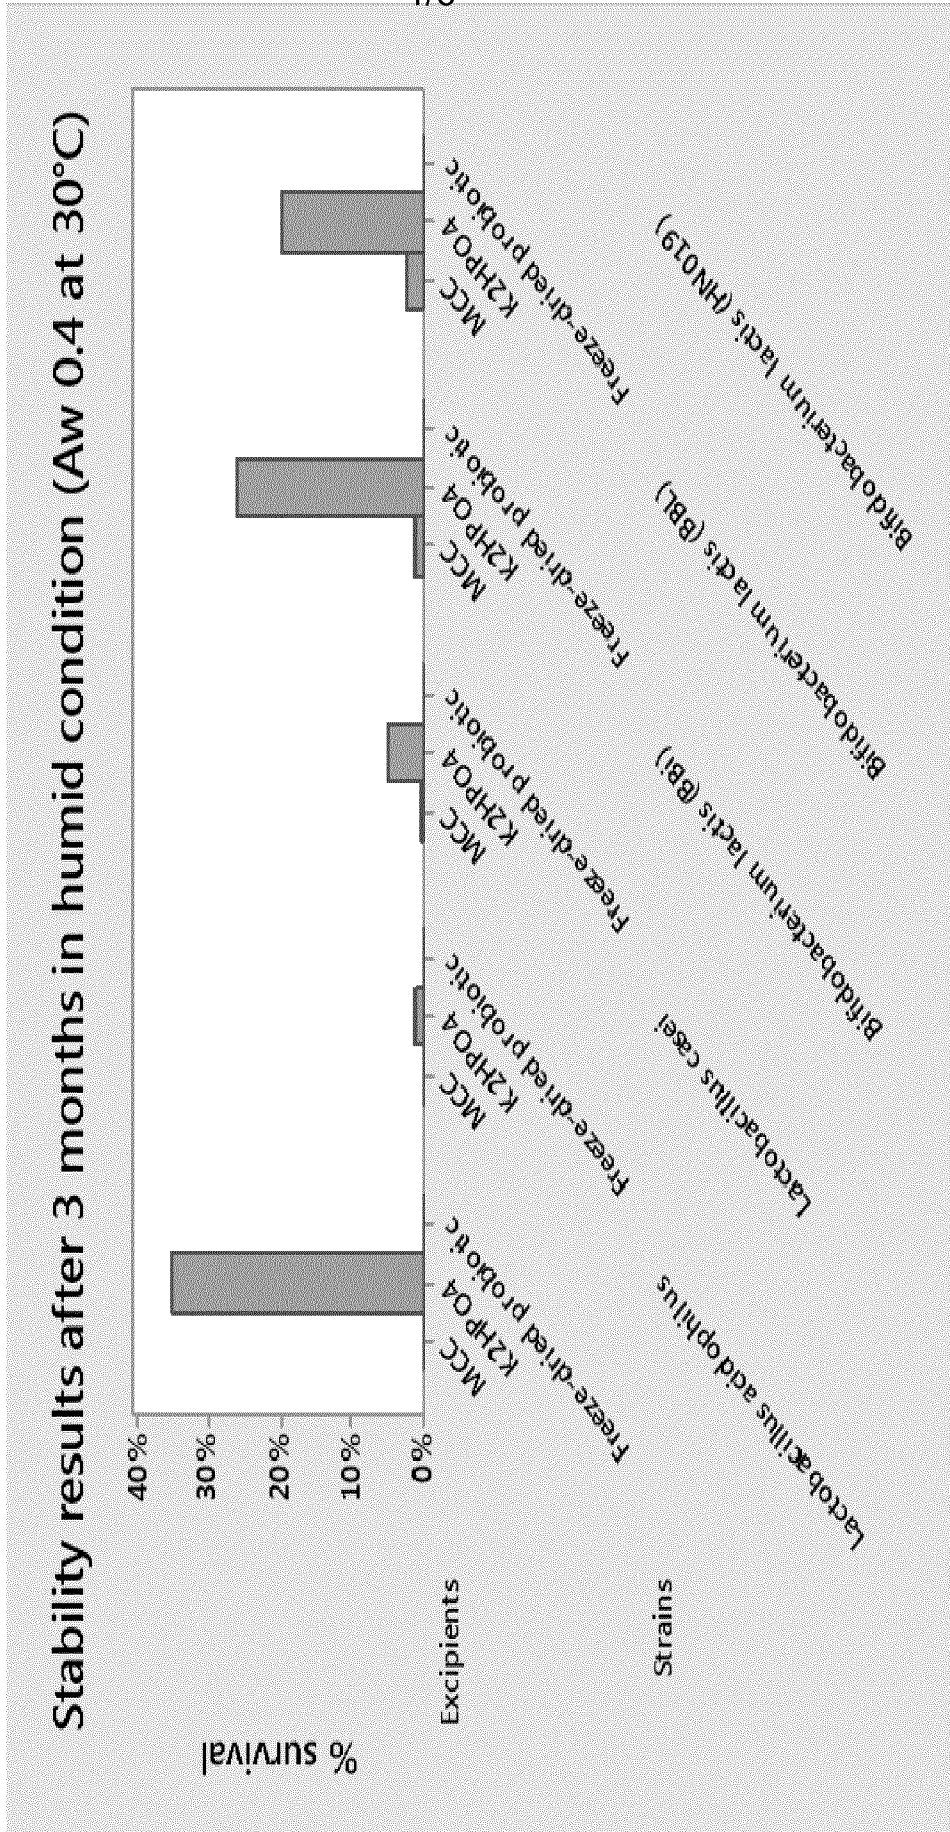 Stability results after 3 months in humid condition (Aw 0.4 at 30°C)
% survival
40%
30%
20%
10%
0%
Excipients
MCC
K2HPO4
Freeze-dried probiotic
MCC
K2HPO4
Freeze-dried probiotic
MCC
K2HPO4
Freeze-dried probiotic
MCC
K2HPO4
Freeze-dried probiotic
MCC
K2HPO4
Freeze-dried probiotic
Strains
Lactobacillus acidophilus
Lactobacillus casei
Bifidobacterium lactis (BBi)
Bifidobacterium lactis (BBL)
Bifidobacterium lactis (HN019)